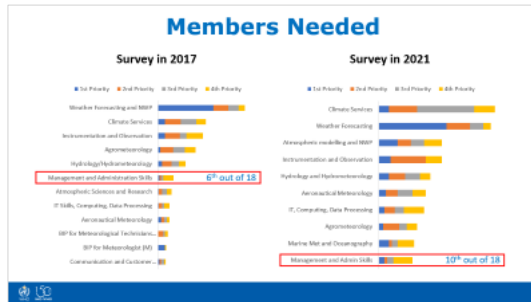 Members Needed
Survey in 2017
1st Priority 2nd Priority 3rd Priority 4th Priority
Weather Forecasting and NWP
Climate Services
Instrumentation and Observation
Agrometeorology
Hydrology/Hydrometeorology
Management and Administration Skills 6th out of 18
Atmospheric Sciences and Research
IT Skills, Computing, Data Processing
Aeronautical Meteorology
BIP for Meteorological Technicians...
BIP for Meteorologist (M)
Communication and Customer...
Survey in 2021
1st Priority 2nd Priority 3rd Priority 4th Priority
Climate Services
Weather Forecasting
Atmospheric modelling and NWP
Instrumentation and Observation
Hydrology and Hydrometeorology
Aeronautical Meteorology
IT, Computing, Data Processing
Agrometeorology
Marine Met and Oceanography
Management and Admin Skills 10th out of 18